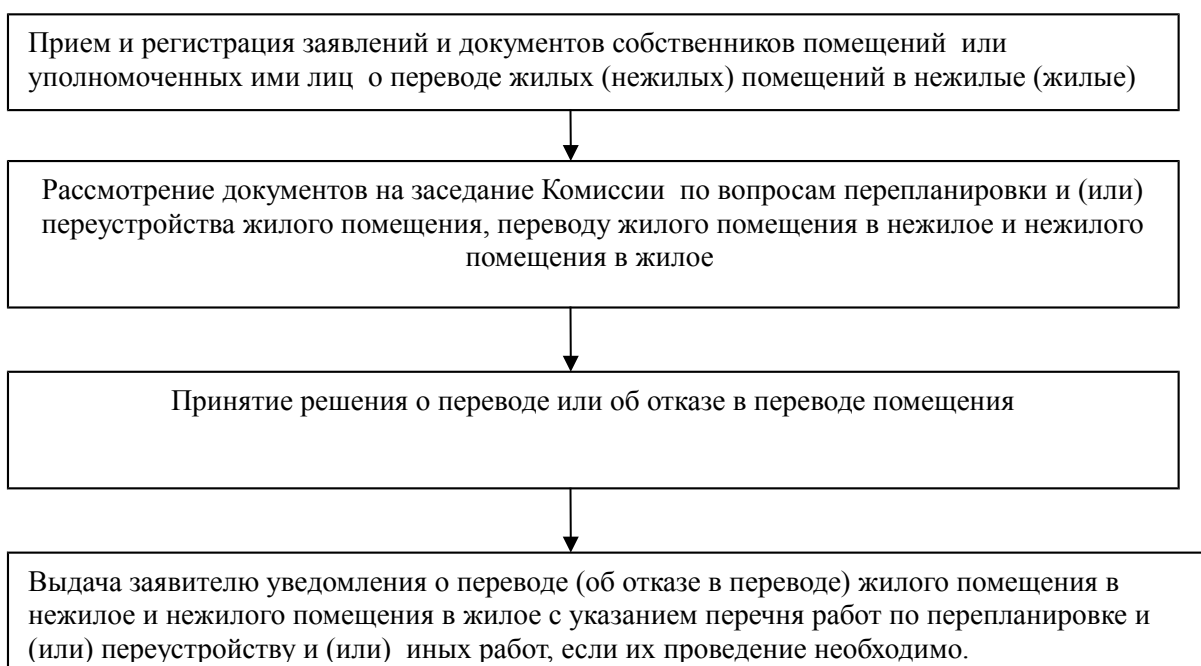 Прием и регистрация заявлений и документов собственников помещений или
уполномоченных ими лиц о переводе жилых (нежилых) помещений в нежилые (жилые)
Рассмотрение документов на заседание Комиссии по вопросам перепланировки и (или)
переустройства жилого помещения, переводу жилого помещения в нежилое и нежилого
помещения в жилое
Принятие решения о переводе или об отказе в переводе помещения
Выдача заявителю уведомления о переводе (об отказе в переводе) жилого помещения в
нежилое и нежилого помещения в жилое с указанием перечня работ по перепланировке и
(или) переустройству и (или) иных работ, если их проведение необходимо.